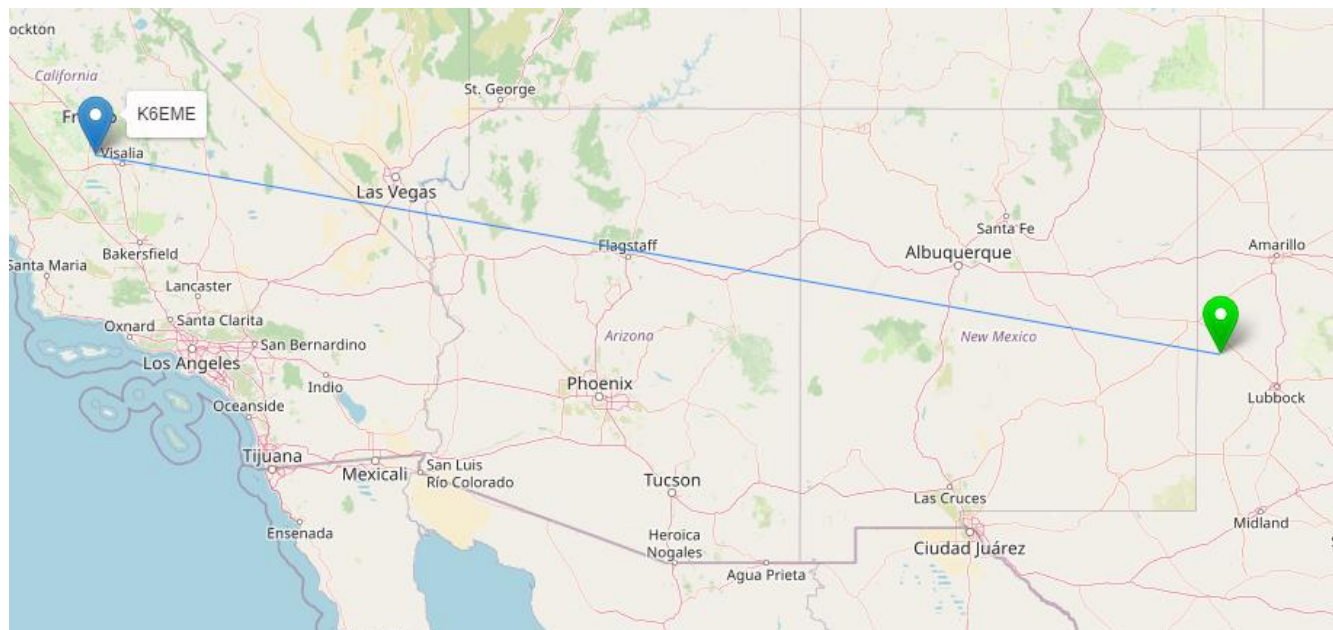 ockton
California
St. George
K6EME
Visalia
Las Vegas
Santa Fe
Flagstaff
Amarillo
Bakersfield
Albuquerque
Santa Maria
Lancaster
Oxnard
Santa Clarita
Arizona
New Mexico
San Bernardino
Los Angeles
Indio
Phoenix
Lubbock
Oceanside
Tijuana
Mexicali
San Luis
Río Colorado
Tucson
Las Cruces
Midland
Ensenada
Heroica
Nogales
Ciudad Juárez
Agua Prieta